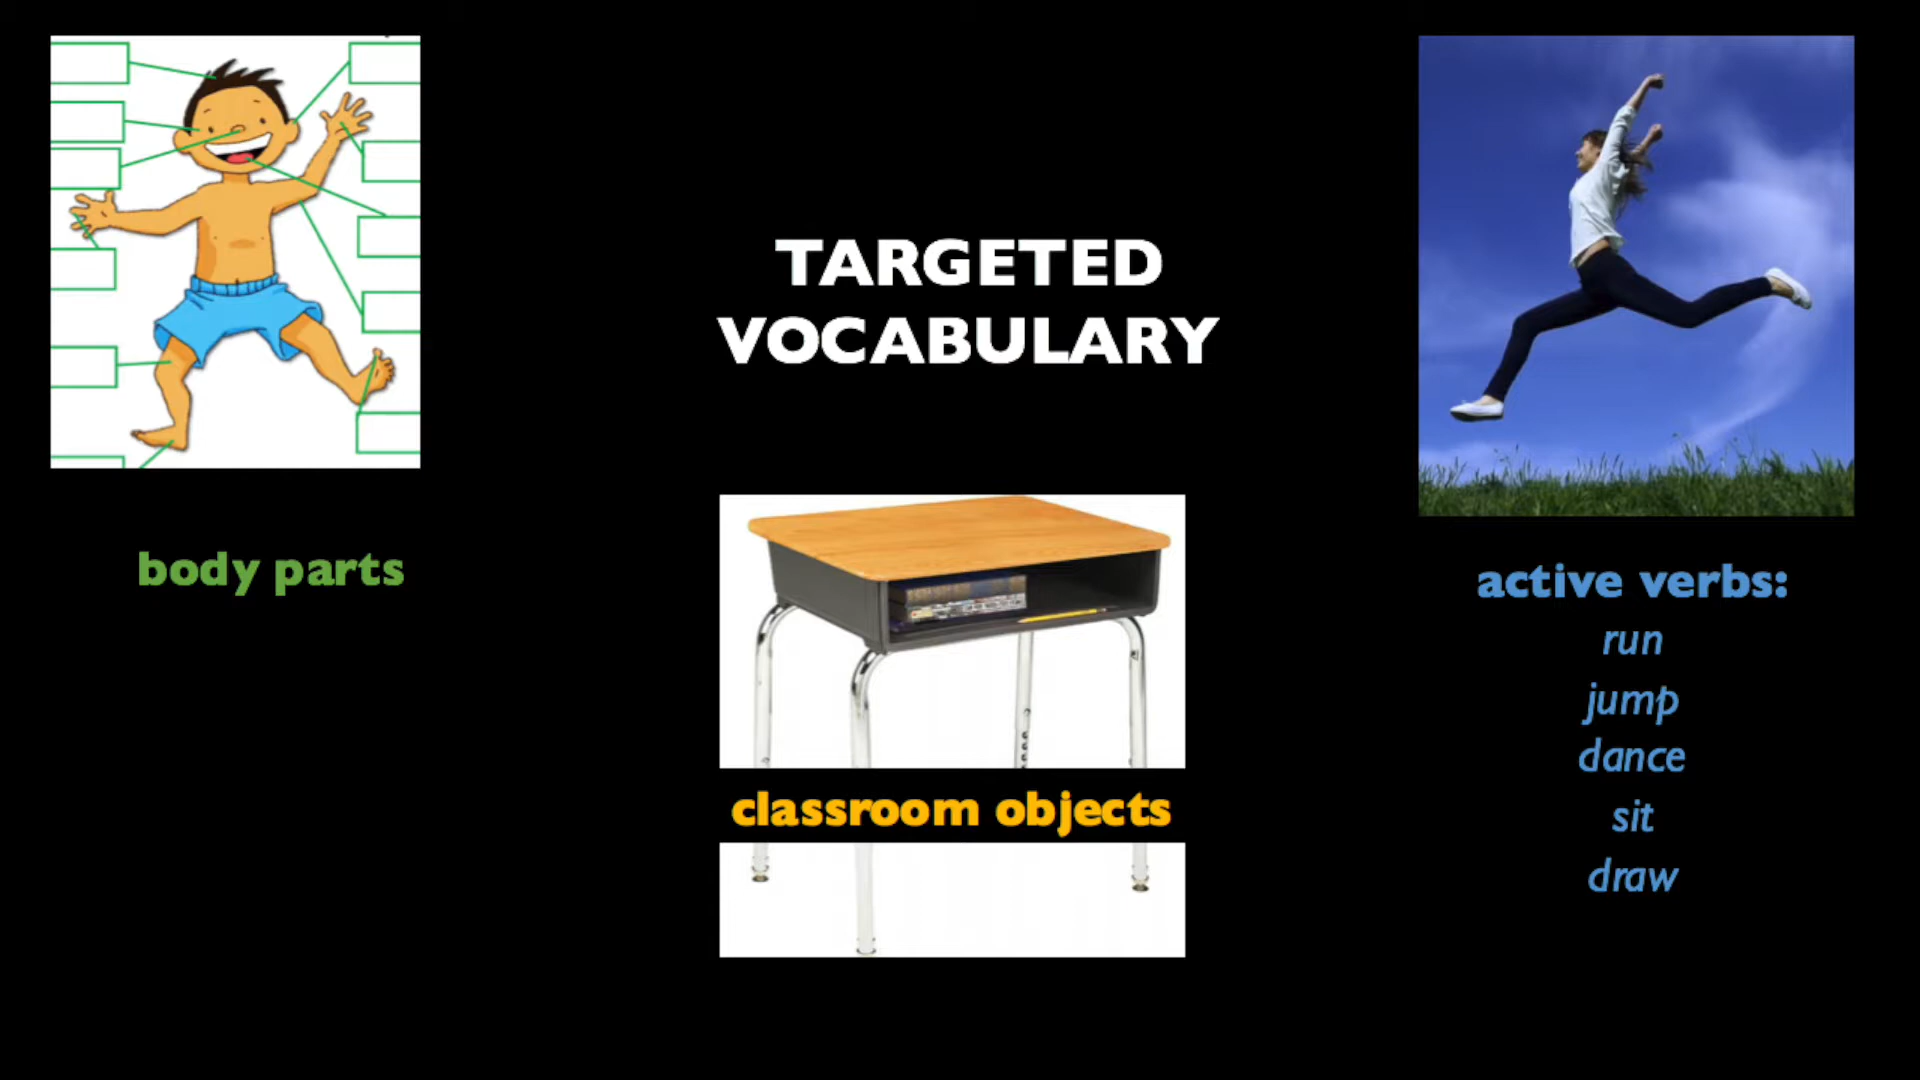 TARGETED
VOCABULARY
body parts
classroom objects
active verbs:
run
jump
dance
sit
draw